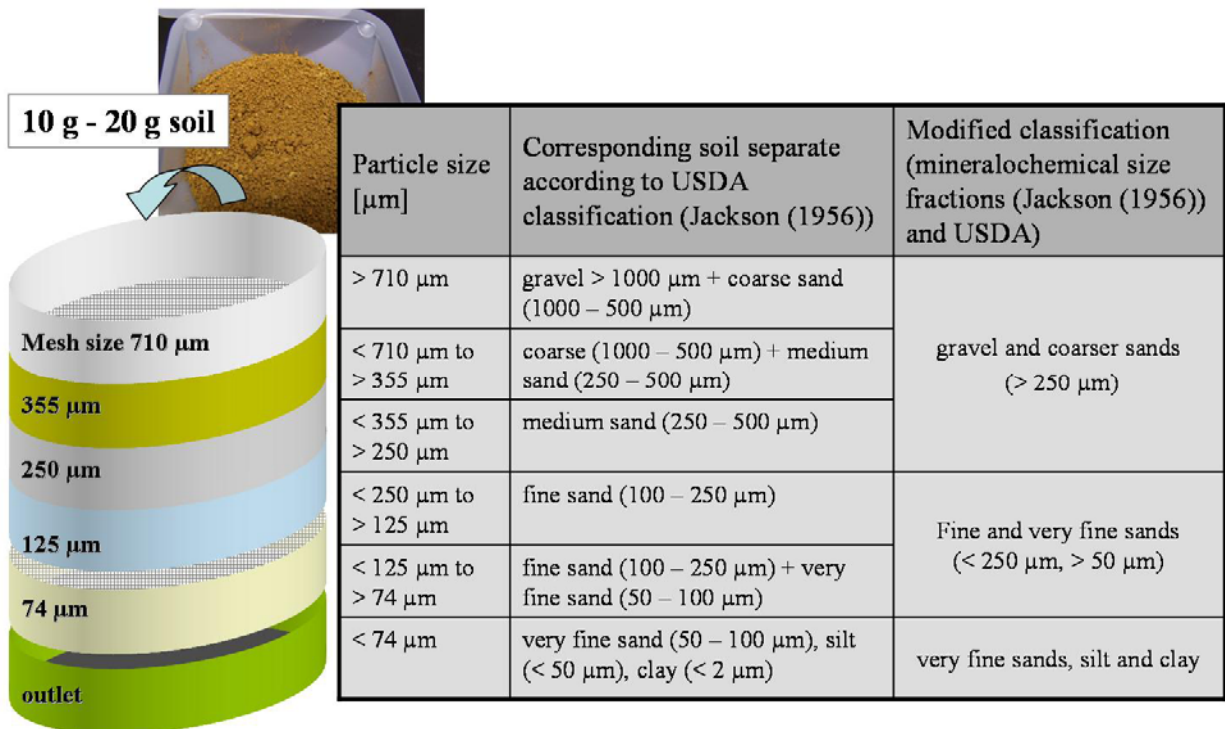 10 g - 20 g soil
Mesh size 710 μm
355 μm
250 μm
125 μm
74 μm
outlet
Particle size
[μm]
Corresponding soil separate
according to USDA
classification (Jackson (1956))
Modified classification
(mineralochemical size
fractions (Jackson (1956))
and USDA)
> 710 μm
gravel > 1000 μm + coarse sand
(1000 – 500 μm)
< 710 μm to
> 355 μm
coarse (1000 – 500 μm) + medium
sand (250 – 500 μm)
< 355 μm to
> 250 μm
medium sand (250 – 500 μm)
gravel and coarser sands
(> 250 μm)
< 250 μm to
> 125 μm
fine sand (100 – 250 μm)
< 125 μm to
> 74 μm
fine sand (100 – 250 μm) + very
fine sand (50 – 100 μm)
Fine and very fine sands
(< 250 μm, > 50 μm)
< 74 μm
very fine sand (50 – 100 μm), silt
(< 50 μm), clay (< 2 μm)
very fine sands, silt and clay